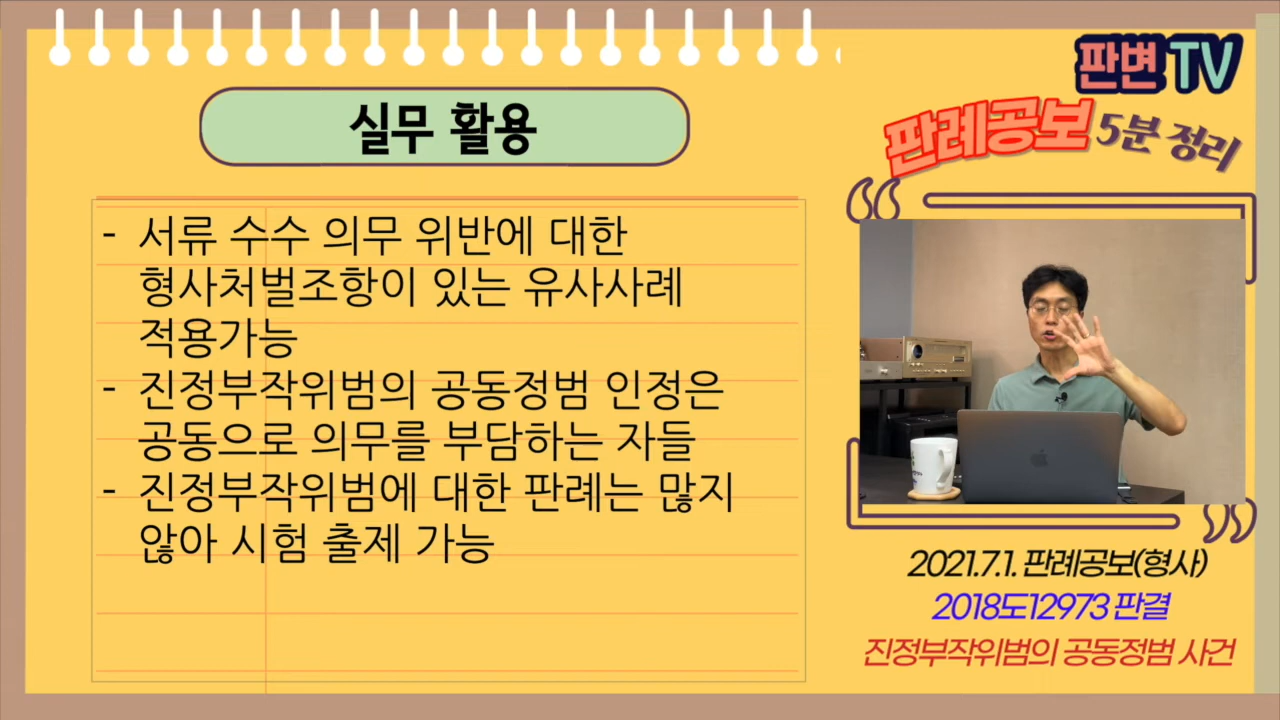 실무 활용
- 서류 수수 의무 위반에 대한
형사처벌조항이 있는 유사사례
적용가능
- 진정부작위범의 공동정범 인정은
공동으로 의무를 부담하는 자들
- 진정부작위범에 대한 판례는 많지
않아 시험 출제 가능
판변 TV
판례공보 5분 정리
2021.7.1. 판례공보(형사)
2018도12973 판결
진정부작위범의 공동정범 사건